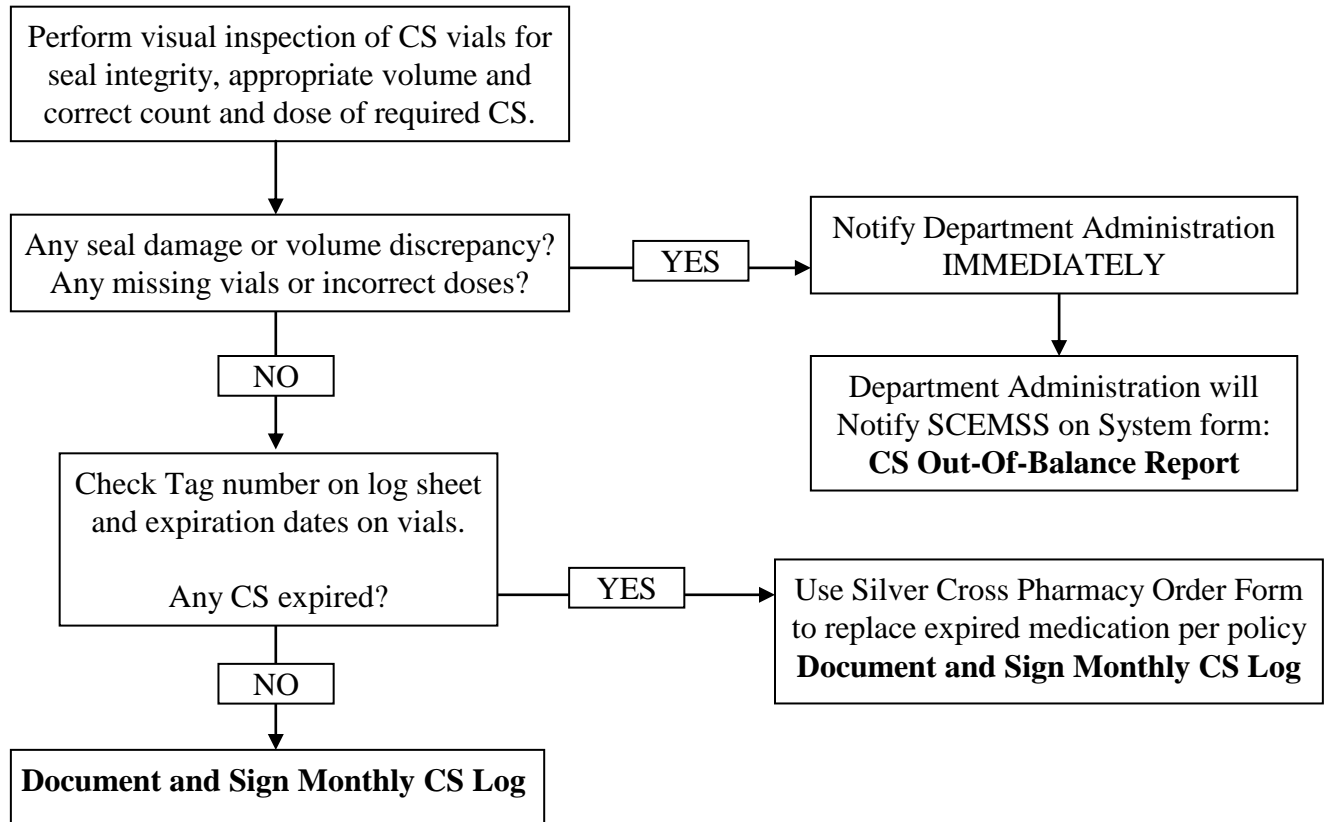 Perform visual inspection of CS vials for
seal integrity, appropriate volume and
correct count and dose of required CS.
Any seal damage or volume discrepancy?
Any missing vials or incorrect doses?
YES
Notify Department Administration
IMMEDIATELY
Department Administration will
Notify SCEMSS on System form:
CS Out-Of-Balance Report
NO
Check Tag number on log sheet
and expiration dates on vials.
Any CS expired?
YES
Use Silver Cross Pharmacy Order Form
to replace expired medication per policy
Document and Sign Monthly CS Log
NO
Document and Sign Monthly CS Log